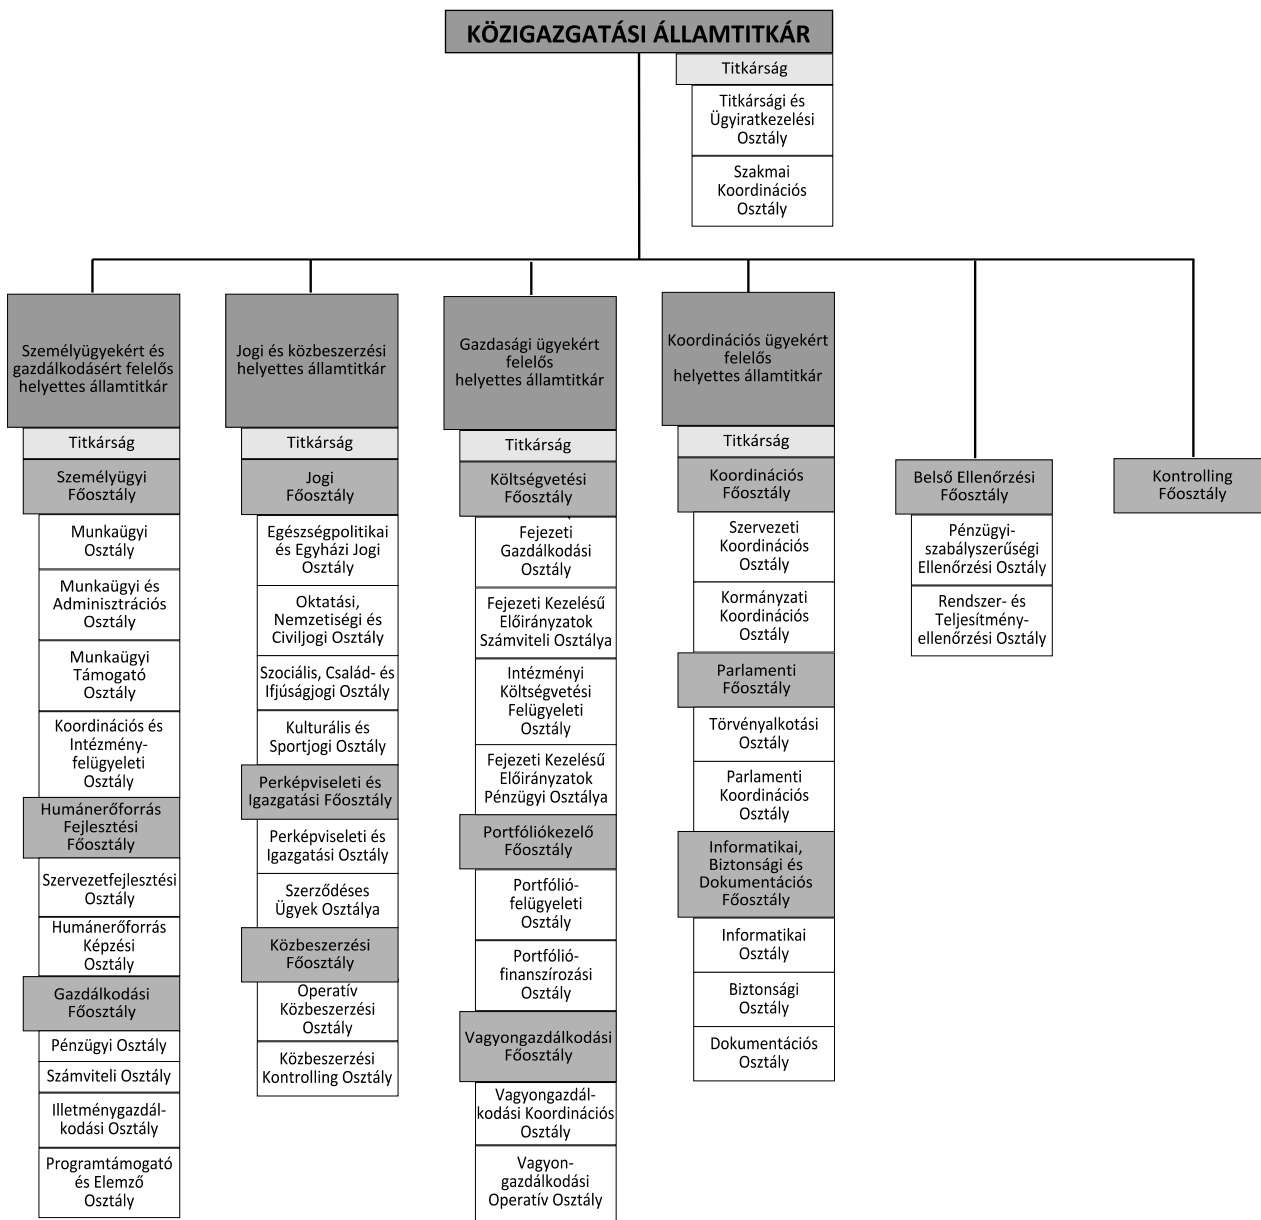 KÖZIGAZGATÁSI ÁLLAMTITKÁR
Titkárság
Titkársági és
Ügyiratkezelési
Osztály
Szakmai
Koordinációs
Osztály
Személyügyekért és
gazdálkodásért felelős
helyettes államtitkár
Titkárság
Személyügyi
Főosztály
Munkaügyi
Osztály
Munkaügyi és
Adminisztrációs
Osztály
Munkaügyi
Támogató
Osztály
Koordinációs és
Intézmény-
felügyeleti
Osztály
Humánerőforrás
Fejlesztési
Főosztály
Szervezetfejlesztési
Osztály
Humánerőforrás
Képzési
Osztály
Gazdálkodási
Főosztály
Pénzügyi Osztály
Számviteli Osztály
Illetménygazdál-
kodási Osztály
Programtámogató
és Elemző
Osztály
Jogi és közbeszerzési
helyettes államtitkár
Titkárság
Jogi
Főosztály
Egészségpolitikai
és Egyházi Jogi
Osztály
Oktatási,
Nemzetiségi és
Civiljogi Osztály
Szociális, Család- és
Ifjúságjogi Osztály
Kulturális és
Sportjogi Osztály
Perképviseleti és
Igazgatási Főosztály
Perképviseleti és
Igazgatási Osztály
Szerződéses
Ügyek Osztálya
Közbeszerzési
Főosztály
Operatív
Közbeszerzési
Osztály
Közbeszerzési
Kontrolling Osztály
Gazdasági ügyekért
felelős
helyettes államtitkár
Titkárság
Költségvetési
Főosztály
Fejezeti
Gazdálkodási
Osztály
Fejezeti Kezelésű
Előirányzatok
Számviteli Osztálya
Intézményi
Költségvetési
Felügyeleti
Osztály
Fejezeti Kezelésű
Előirányzatok
Pénzügyi Osztálya
Portfóliókezelő
Főosztály
Portfólió-
felügyeleti
Osztály
Portfólió-
finanszírozási
Osztály
Vagyongazdálkodási
Főosztály
Vagyongazdál-
kodási Koordinációs
Osztály
Vagyon-
gazdálkodási
Operatív Osztály
Koordinációs ügyekért
felelős
helyettes államtitkár
Titkárság
Koordinációs
Főosztály
Szervezeti
Koordinációs
Osztály
Kormányzati
Koordinációs
Osztály
Parlamenti
Főosztály
Törvényalkotási
Osztály
Parlamenti
Koordinációs
Osztály
Informatikai,
Biztonsági és
Dokumentációs
Főosztály
Informatikai
Osztály
Biztonsági
Osztály
Dokumentációs
Osztály
Belső Ellenőrzési
Főosztály
Pénzügyi-
szabályszerűségi
Ellenőrzési Osztály
Rendszer- és
Teljesítmény-
ellenőrzési Osztály
Kontrolling
Főosztály